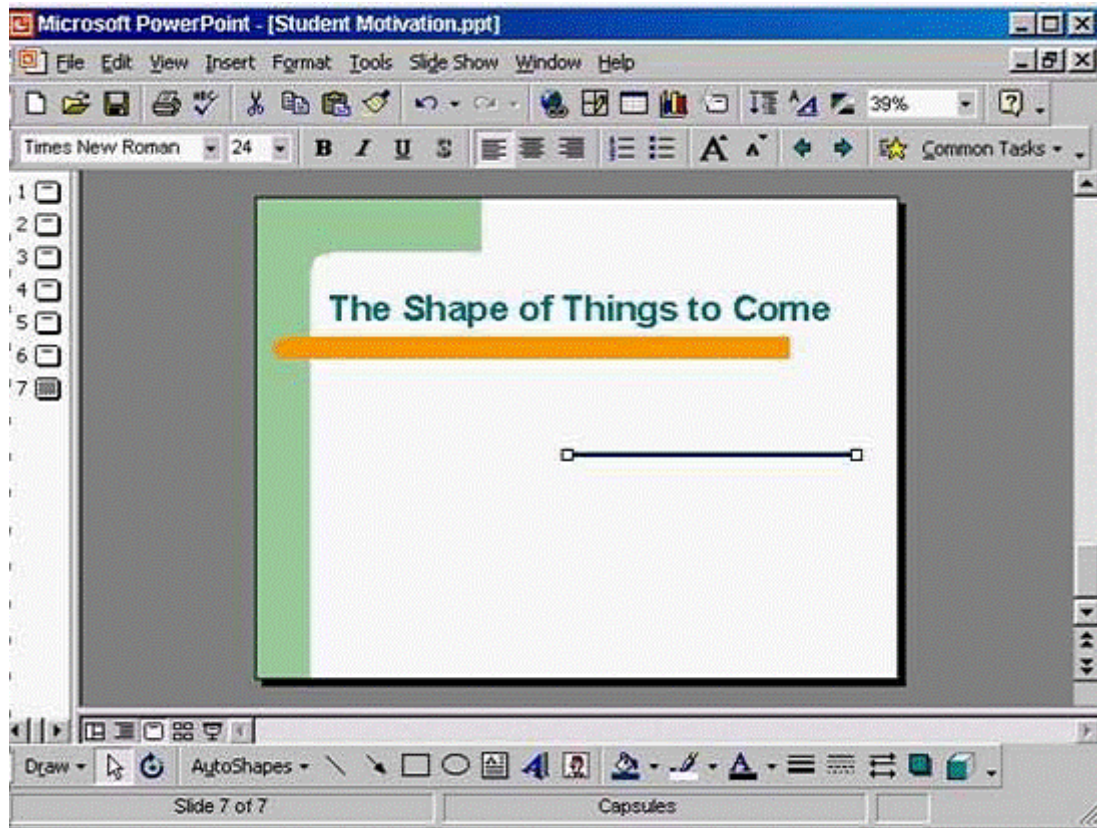 Microsoft PowerPoint - [Student Motivation.ppt]
File Edit View Insert Format Tools Slide Show Window Help
39%
Times New Roman 24 B I U S A A Common Tasks
1
2
3
4
5
6
7
The Shape of Things to Come
Draw AutoShapes A A
Slide 7 of 7 Capsules